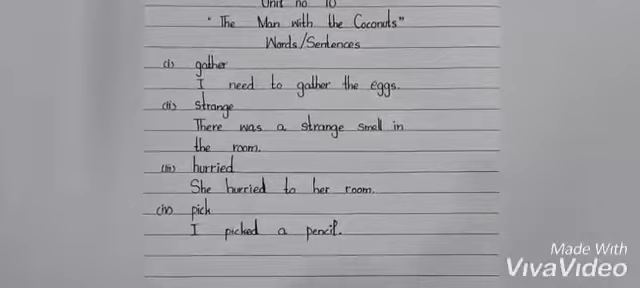 Unit no 10
"The Man with the Coconuts"
Words/Sentences
(i) gather
I need to gather the eggs.
(ii) strange
There was a strange smell in
the room.
(iii) hurried
She hurried to her room.
(iv) pick
I picked a pencil.
Made With
VivaVideo